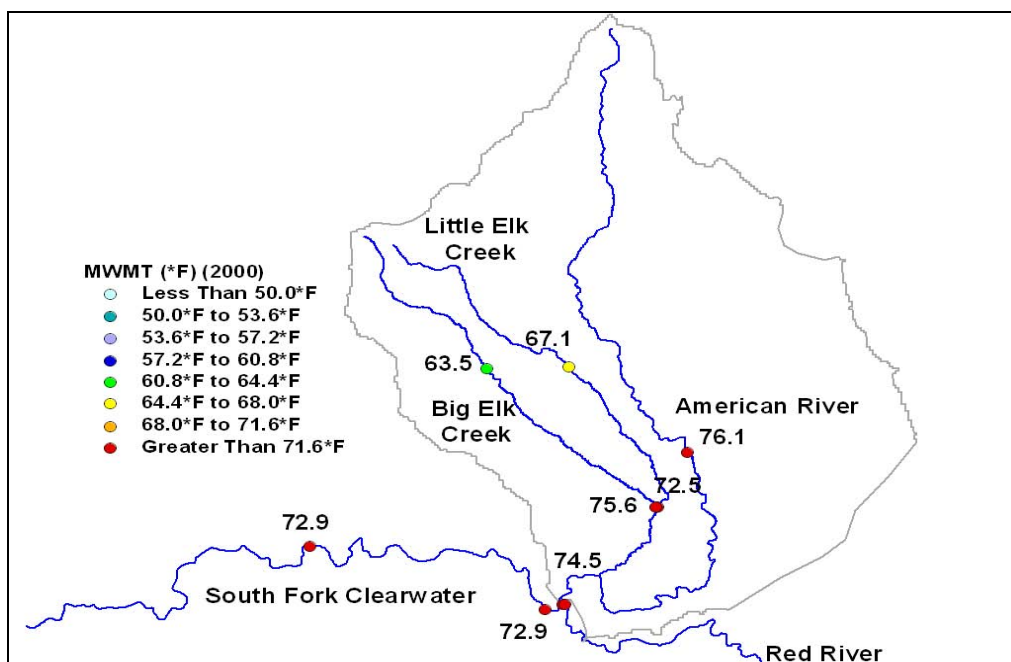 Little Elk
Creek
MWMT (*F) (2000)
Less Than 50.0*F
50.0*F to 53.6*F
53.6*F to 57.2*F
57.2*F to 60.8*F
60.8*F to 64.4*F
64.4*F to 68.0*F
68.0*F to 71.6*F
Greater Than 71.6*F
67.1
63.5
Big Elk
Creek
American River
76.1
72.5
75.6
72.9
74.5
South Fork Clearwater
72.9
Red River